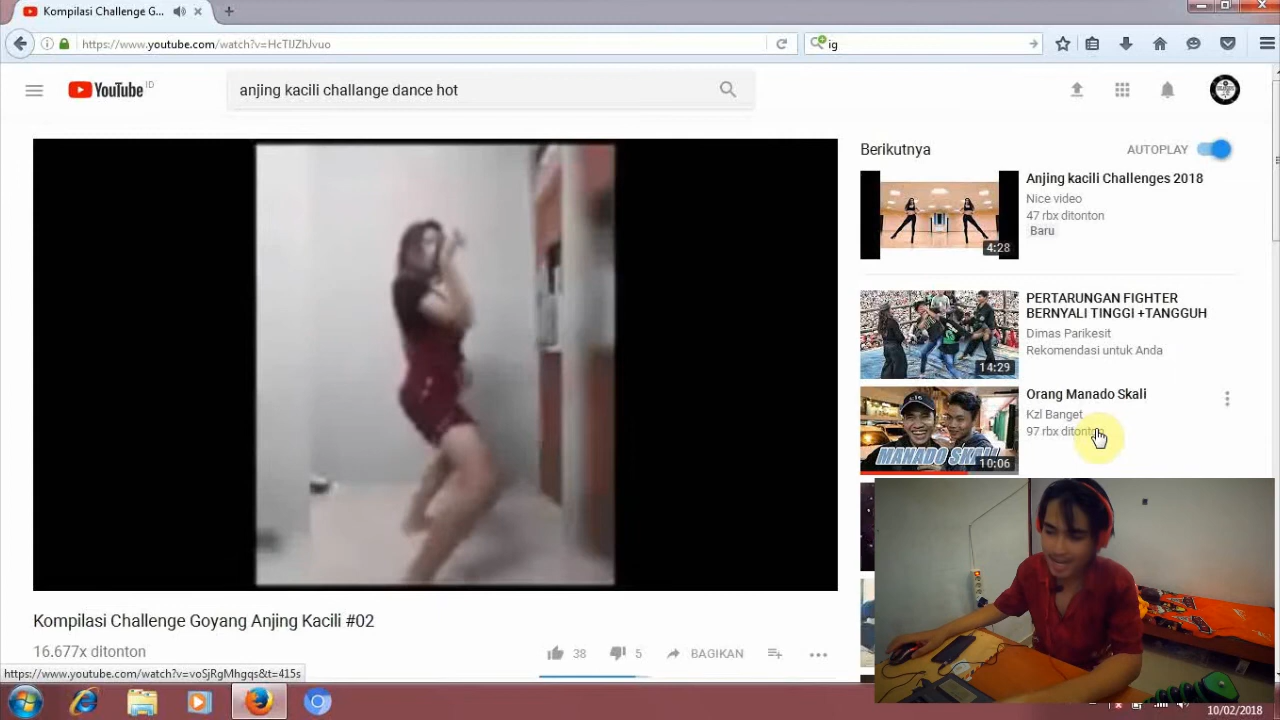 Kompilasi Challenge G...
https://www.youtube.com/watch?v=HcTlJZhJvuo
ig
YouTube ID
anjing kacili challange dance hot
Berikutnya
AUTOPLAY
Anjing kacili Challenges 2018
Nice video
47 rbx ditonton
Baru
4:28
PERTARUNGAN FIGHTER
BERNYALI TINGGI +TANGGUH
Dimas Parikesit
Rekomendasi untuk Anda
14:29
Orang Manado Skali
Kzl Banget
97 rbx ditonton
MANADO SKALI
10:06
Kompilasi Challenge Goyang Anjing Kacili #02
16.677x ditonton
38
5
BAGIKAN
https://www.youtube.com/watch?v=voSjRgMhgqs&t=415s
10/02/2018